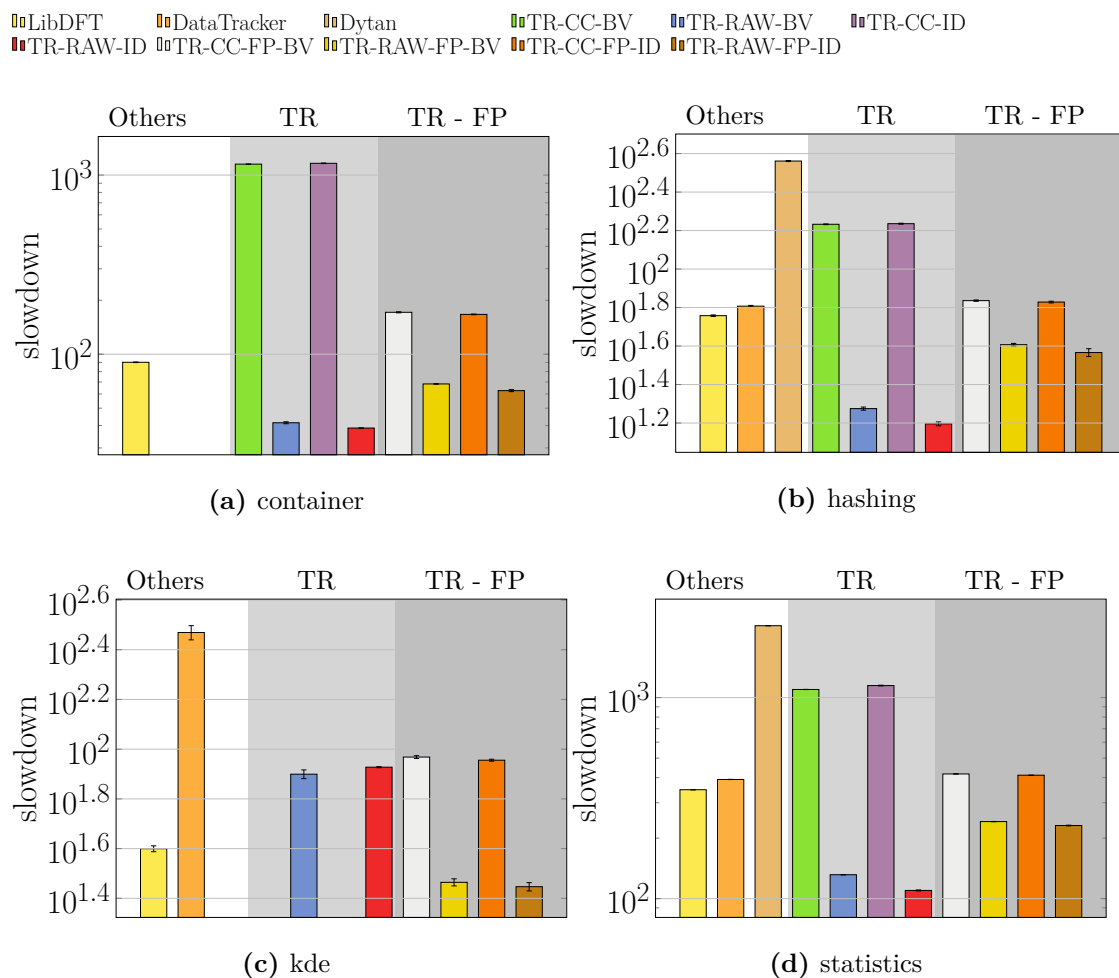 LibDFT DataTracker Dytan TR-CC-BV TR-RAW-BV TR-CC-ID
TR-RAW-ID TR-CC-FP-BV TR-RAW-FP-BV TR-CC-FP-ID TR-RAW-FP-ID
Others TR TR - FP
10^3
10^2
slowdown
(a) container
Others TR TR - FP
10^2.6
10^2.4
10^2.2
10^2
10^1.8
10^1.6
10^1.4
10^1.2
slowdown
(b) hashing
Others TR TR - FP
10^2.6
10^2.4
10^2.2
10^2
10^1.8
10^1.6
10^1.4
slowdown
(c) kde
Others TR TR - FP
10^3
10^2
slowdown
(d) statistics